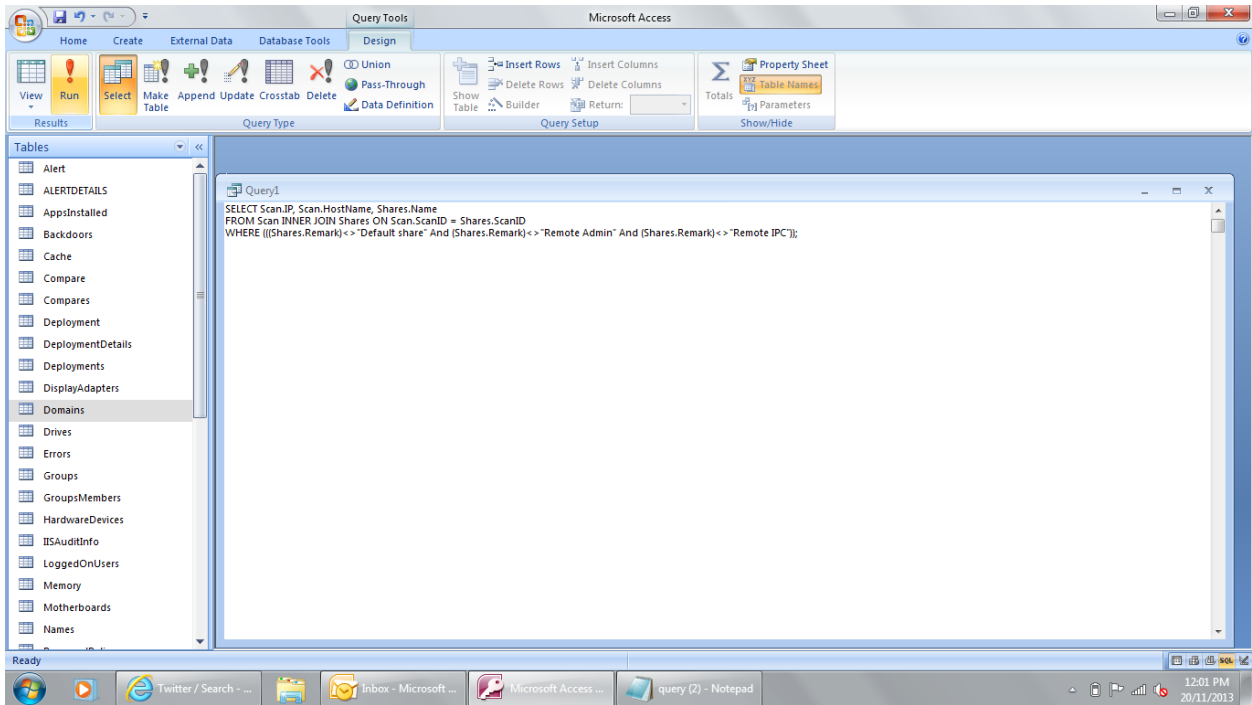 Query Tools
Microsoft Access
Home
Create
External Data
Database Tools
Design
View
Run
Select
Make Table
Append
Update
Crosstab
Delete
Union
Pass-Through
Data Definition
Show Table
Insert Rows
Delete Rows
Builder
Insert Columns
Delete Columns
Return:
Totals
Property Sheet
XYZ Table Names
[?] Parameters
Results
Query Type
Query Setup
Show/Hide
Tables
Alert
ALERTDETAILS
AppsInstalled
Backdoors
Cache
Compare
Compares
Deployment
DeploymentDetails
Deployments
DisplayAdapters
Domains
Drives
Errors
Groups
GroupsMembers
HardwareDevices
IISAuditInfo
LoggedOnUsers
Memory
Motherboards
Names
Query1
SELECT Scan.IP, Scan.HostName, Shares.Name
FROM Scan INNER JOIN Shares ON Scan.ScanID = Shares.ScanID
WHERE (((Shares.Remark)<>"Default share" And (Shares.Remark)<>"Remote Admin" And (Shares.Remark)<>"Remote IPC"));
Ready
SQL
Twitter / Search - ...
Inbox - Microsoft ...
Microsoft Access ...
query (2) - Notepad
12:01 PM
20/11/2013